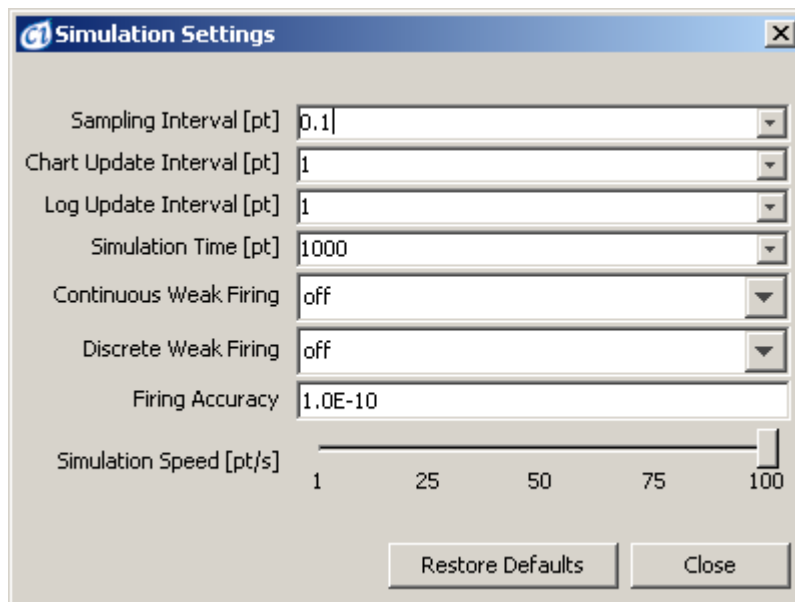 Simulation Settings
Sampling Interval [pt] 0.1
Chart Update Interval [pt] 1
Log Update Interval [pt] 1
Simulation Time [pt] 1000
Continuous Weak Firing off
Discrete Weak Firing off
Firing Accuracy 1.0E-10
Simulation Speed [pt/s]
1 25 50 75 100
Restore Defaults Close